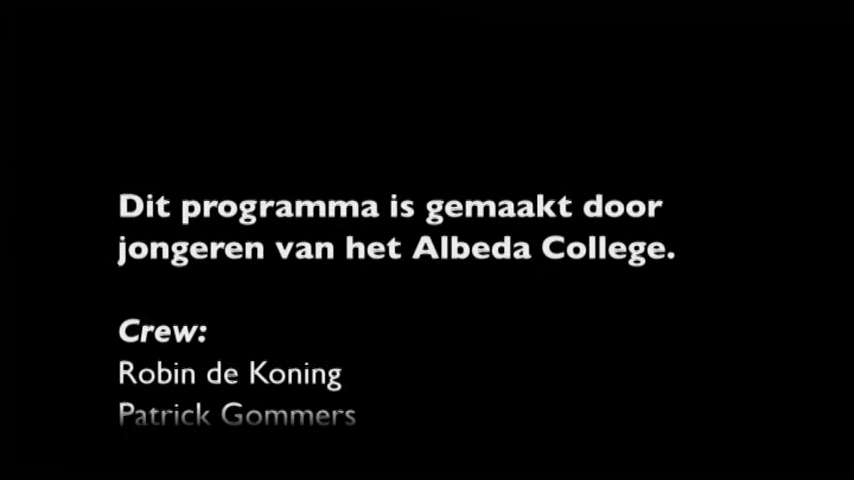 Dit programma is gemaakt door
jongeren van het Albeda College.
Crew:
Robin de Koning
Patrick Gommers